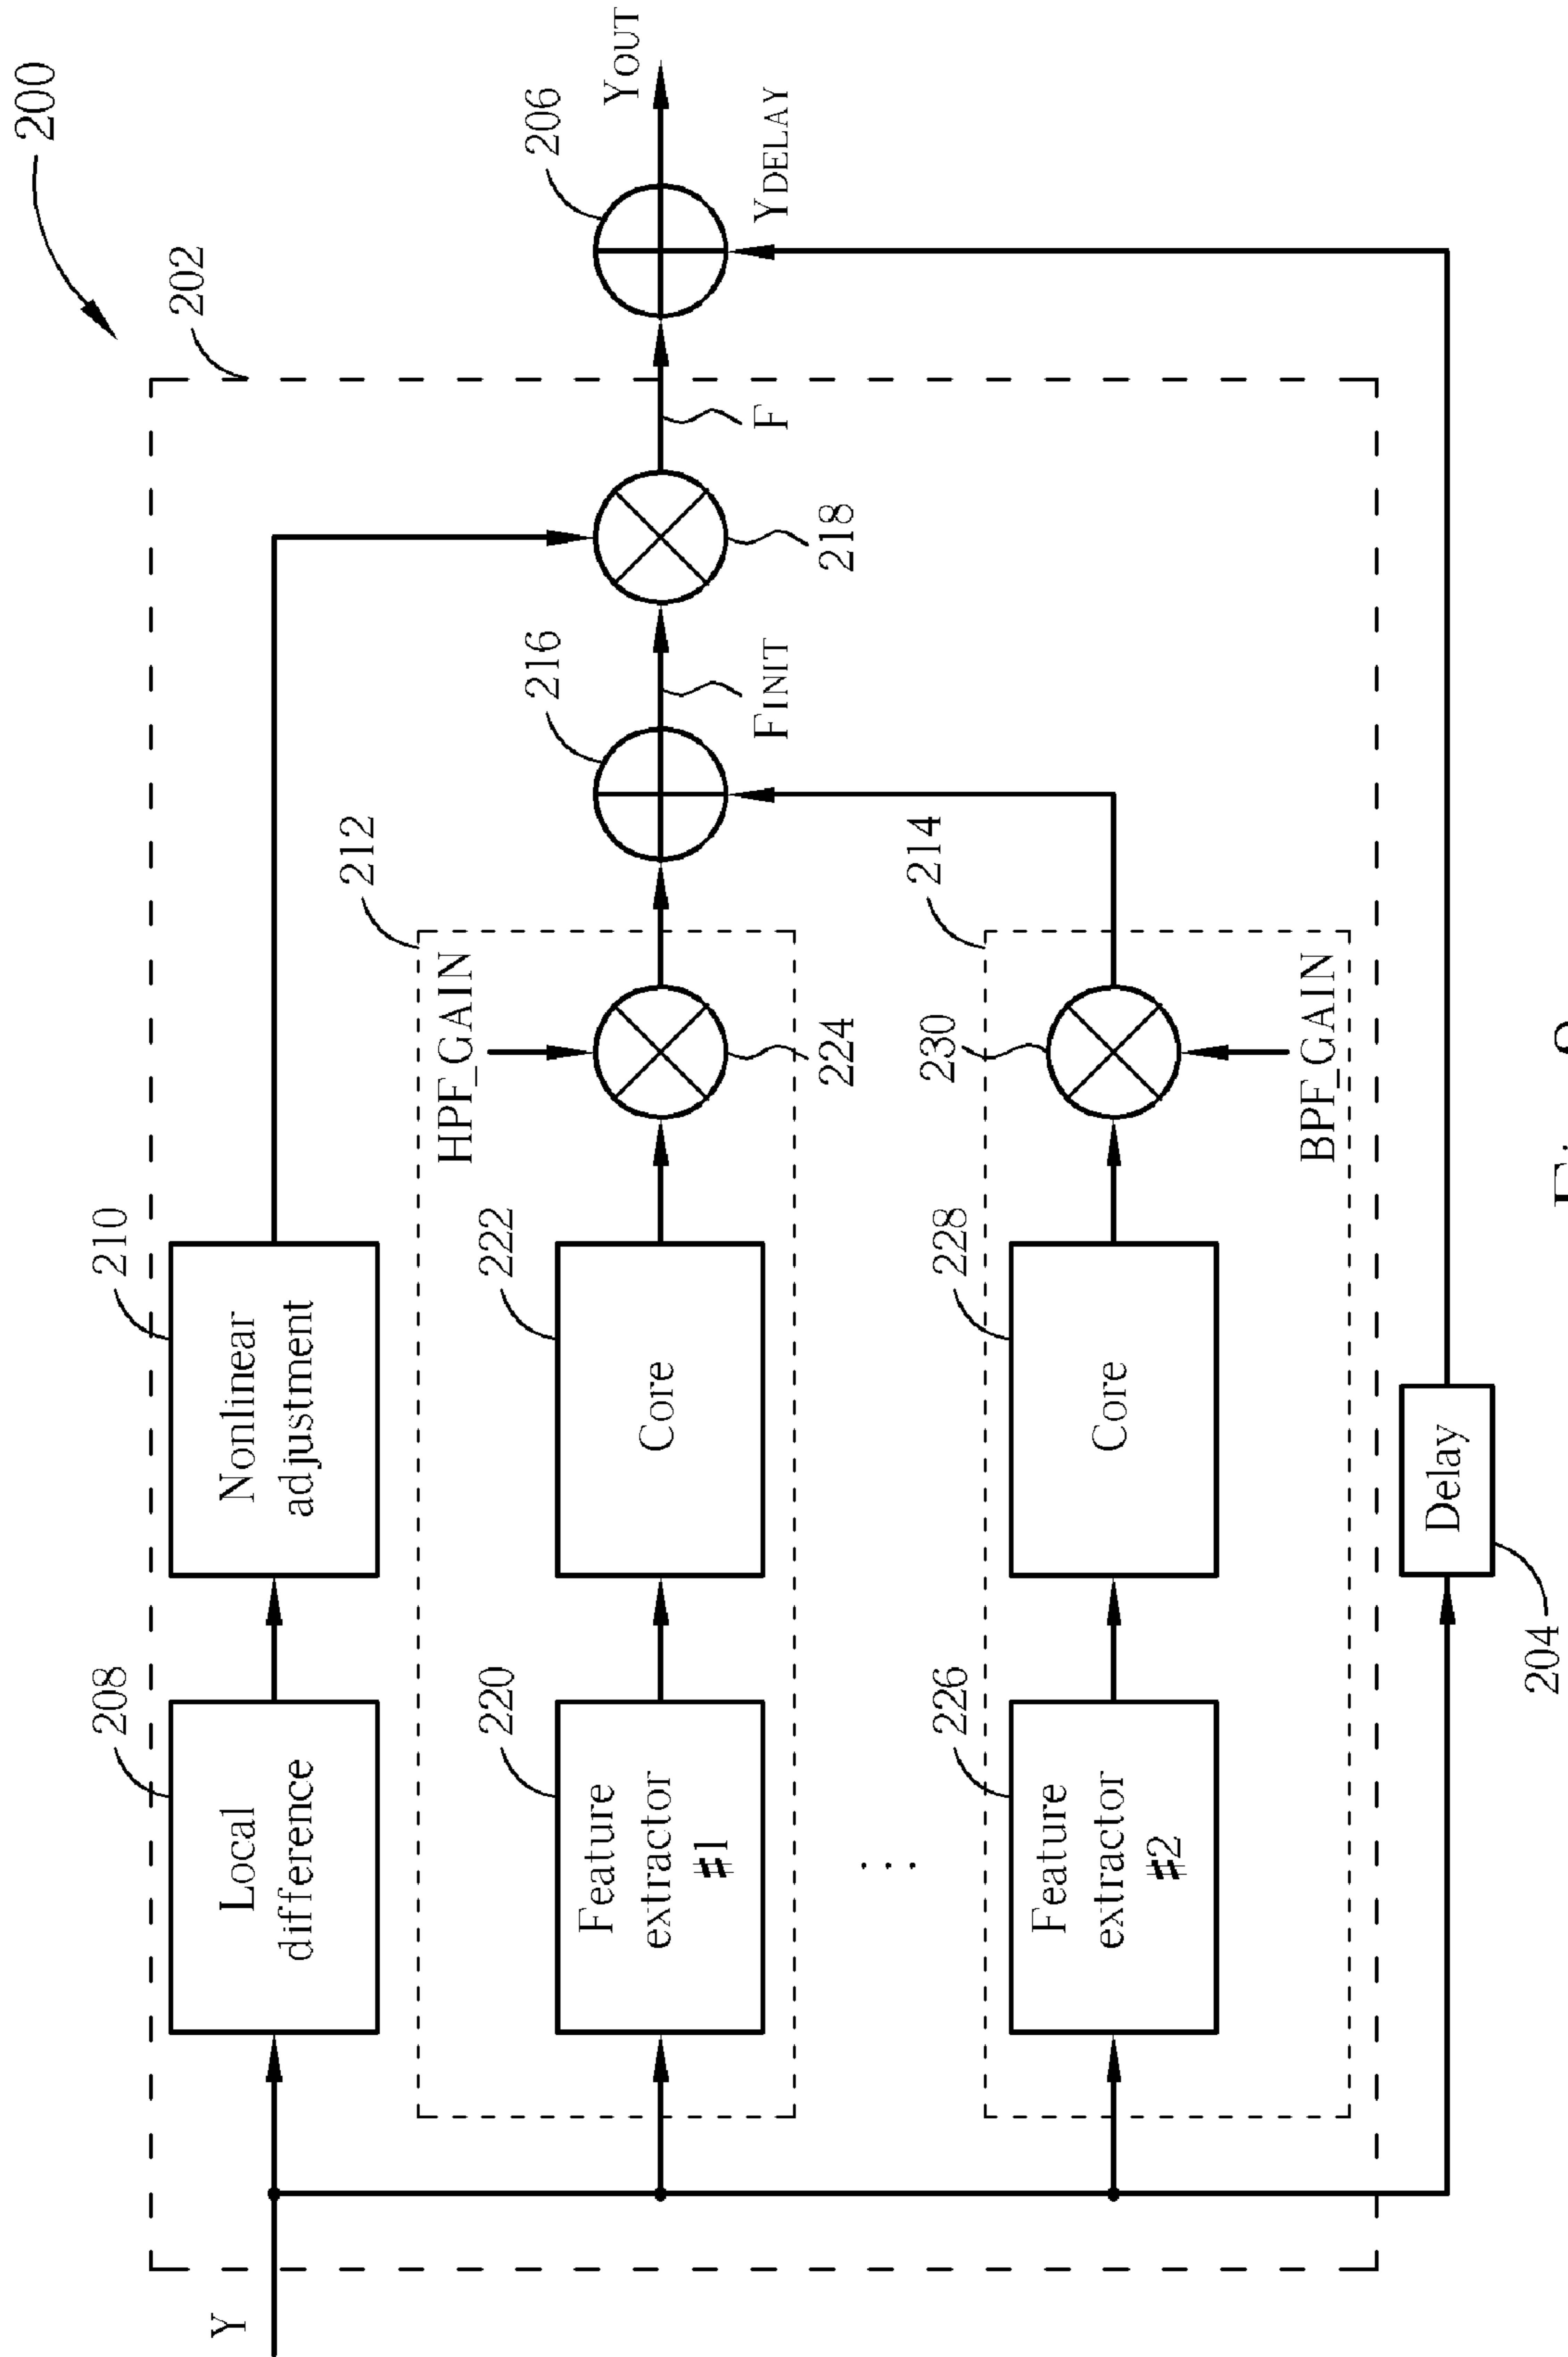 200
202
Y
208
Local
difference
210
Nonlinear
adjustment
212
HPF_GAIN
220
Feature
extractor
#1
222
Core
224
216
FINIT
218
F
206
YOUT
YDELAY
...
214
226
Feature
extractor
#2
228
Core
230
BPF_GAIN
204
Delay